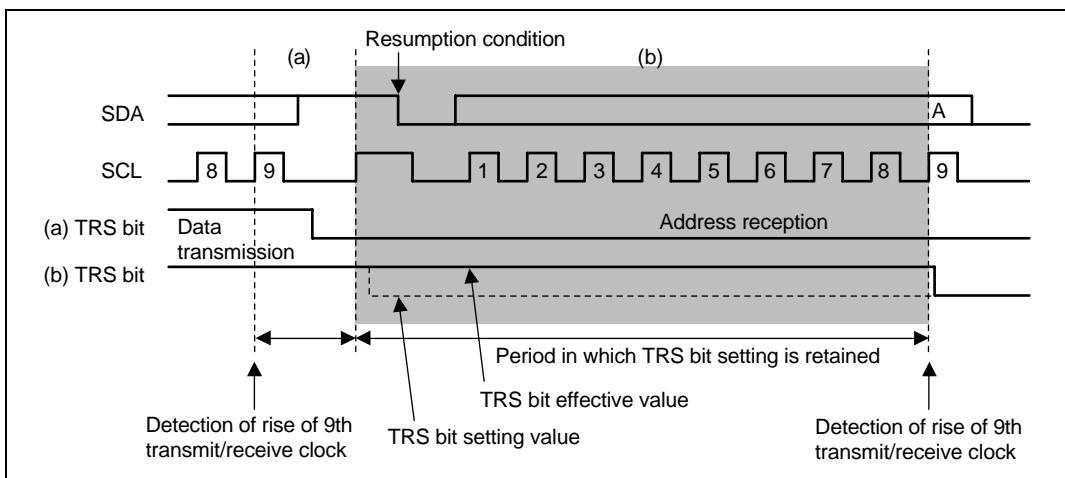 Resumption condition
(a)
(b)
SDA
A
SCL
8
9
1
2
3
4
5
6
7
8
9
(a) TRS bit
Data
transmission
Address reception
(b) TRS bit
Period in which TRS bit setting is retained
TRS bit effective value
TRS bit setting value
Detection of rise of 9th
transmit/receive clock
Detection of rise of 9th
transmit/receive clock